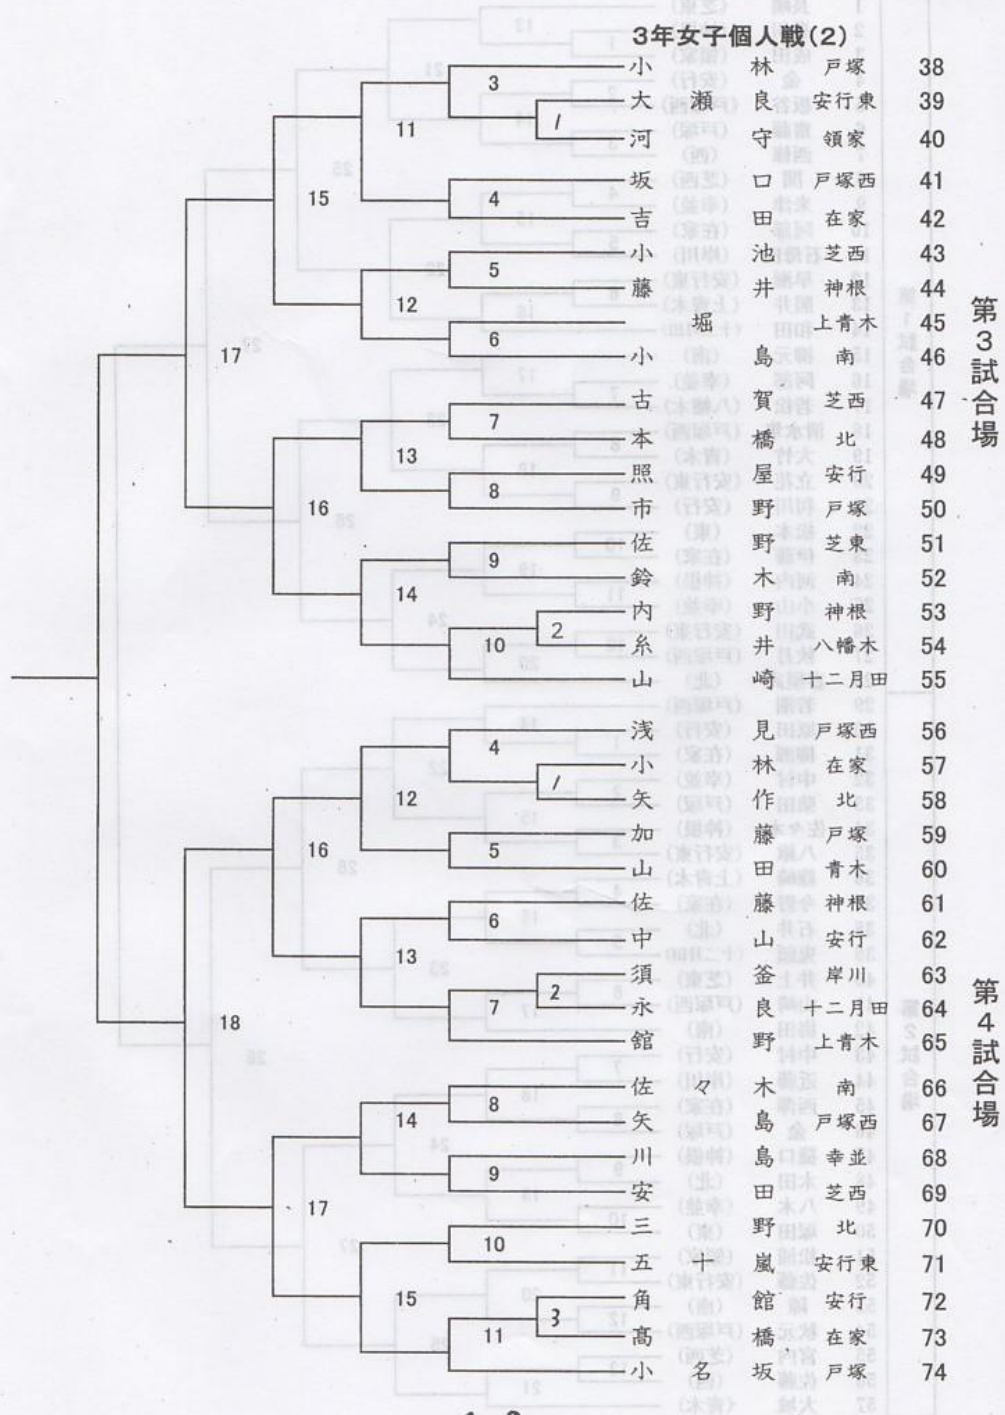 3年女子個人戦(2)
3 小林 戸塚 38
大瀬良 安行東 39
11 1
河守 領家 40
坂口 戸塚西 41
15 4
吉田 在家 42
小池 芝西 43
5
藤井 神根 44
12
堀 上青木 45
6
小島 南 46
17
古賀 芝西 47
7
本橋 北 48
13
照屋 安行 49
8
16 市野 戸塚 50
佐野 芝東 51
9
鈴木 南 52
14
内野 神根 53
10 2
糸井 八幡木 54
山崎 十二月田 55
第3試合場
浅見 戸塚西 56
4
小林 在家 57
12 1
矢作 北 58
加藤 戸塚 59
16 5
山田 青木 60
佐藤 神根 61
6
中山 安行 62
13
須釜 岸川 63
7 2
永良 十二月田 64
18
舘野 上青木 65
佐々木 南 66
14 8
矢島 戸塚西 67
川島 幸並 68
9
安田 芝西 69
17
三野 北 70
10
五十嵐 安行東 71
15
角館 安行 72
11 3
髙橋 在家 73
小名坂 戸塚 74
第4試合場